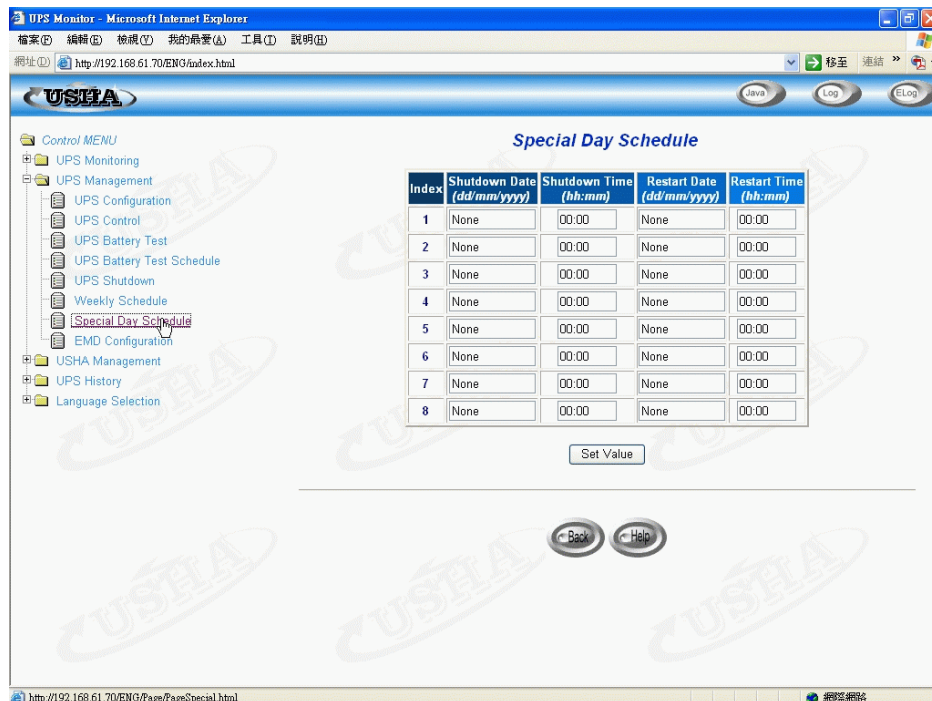 UPS Monitor - Microsoft Internet Explorer
檔案(F) 編輯(E) 檢視(V) 我的最愛(A) 工具(T) 說明(H)
網址(D) http://192.168.61.70/ENG/index.html 移至 連結 »
USHA Java Log ELog
Control MENU
UPS Monitoring
UPS Management
UPS Configuration
UPS Control
UPS Battery Test
UPS Battery Test Schedule
UPS Shutdown
Weekly Schedule
Special Day Schedule
EMD Configuration
USHA Management
UPS History
Language Selection
Special Day Schedule
Index Shutdown Date (dd/mm/yyyy) Shutdown Time (hh:mm) Restart Date (dd/mm/yyyy) Restart Time (hh:mm)
1 None 00:00 None 00:00
2 None 00:00 None 00:00
3 None 00:00 None 00:00
4 None 00:00 None 00:00
5 None 00:00 None 00:00
6 None 00:00 None 00:00
7 None 00:00 None 00:00
8 None 00:00 None 00:00
Set Value
Back Help
http://192.168.61.70/ENG/Page/PageSpecial.html 網際網路